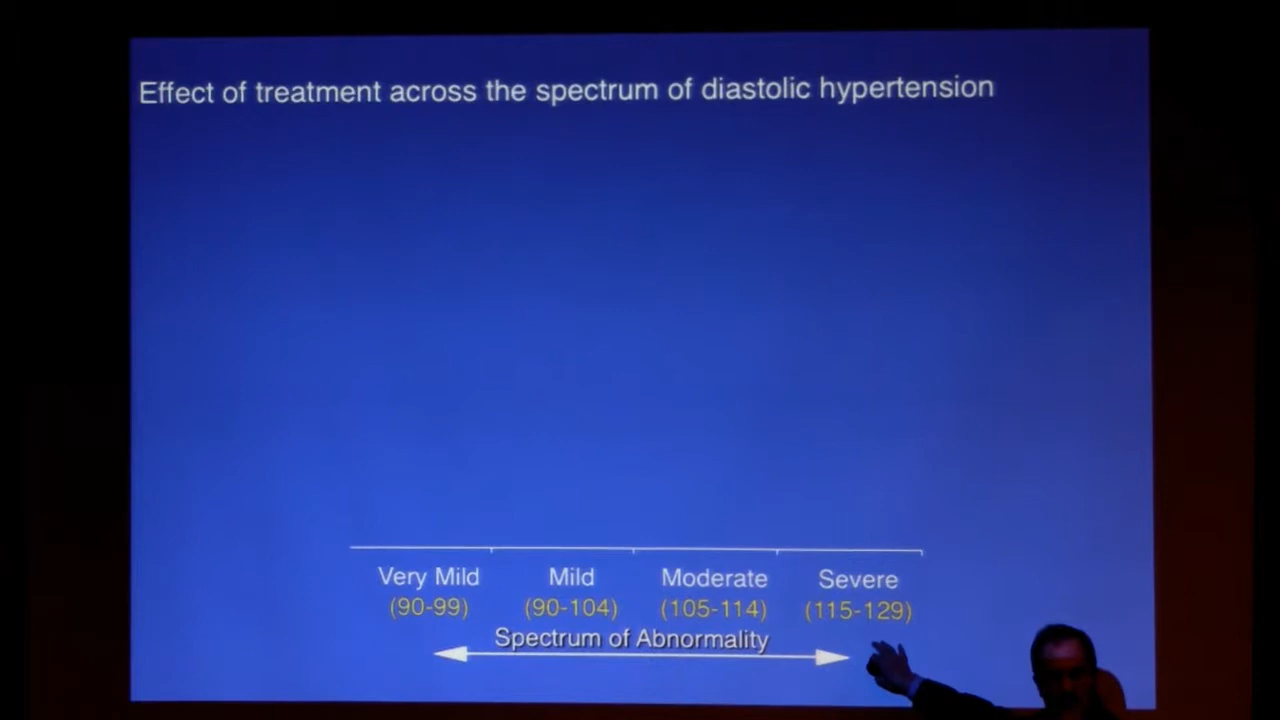 Effect of treatment across the spectrum of diastolic hypertension
Very Mild Mild Moderate Severe
(90-99) (90-104) (105-114) (115-129)
Spectrum of Abnormality